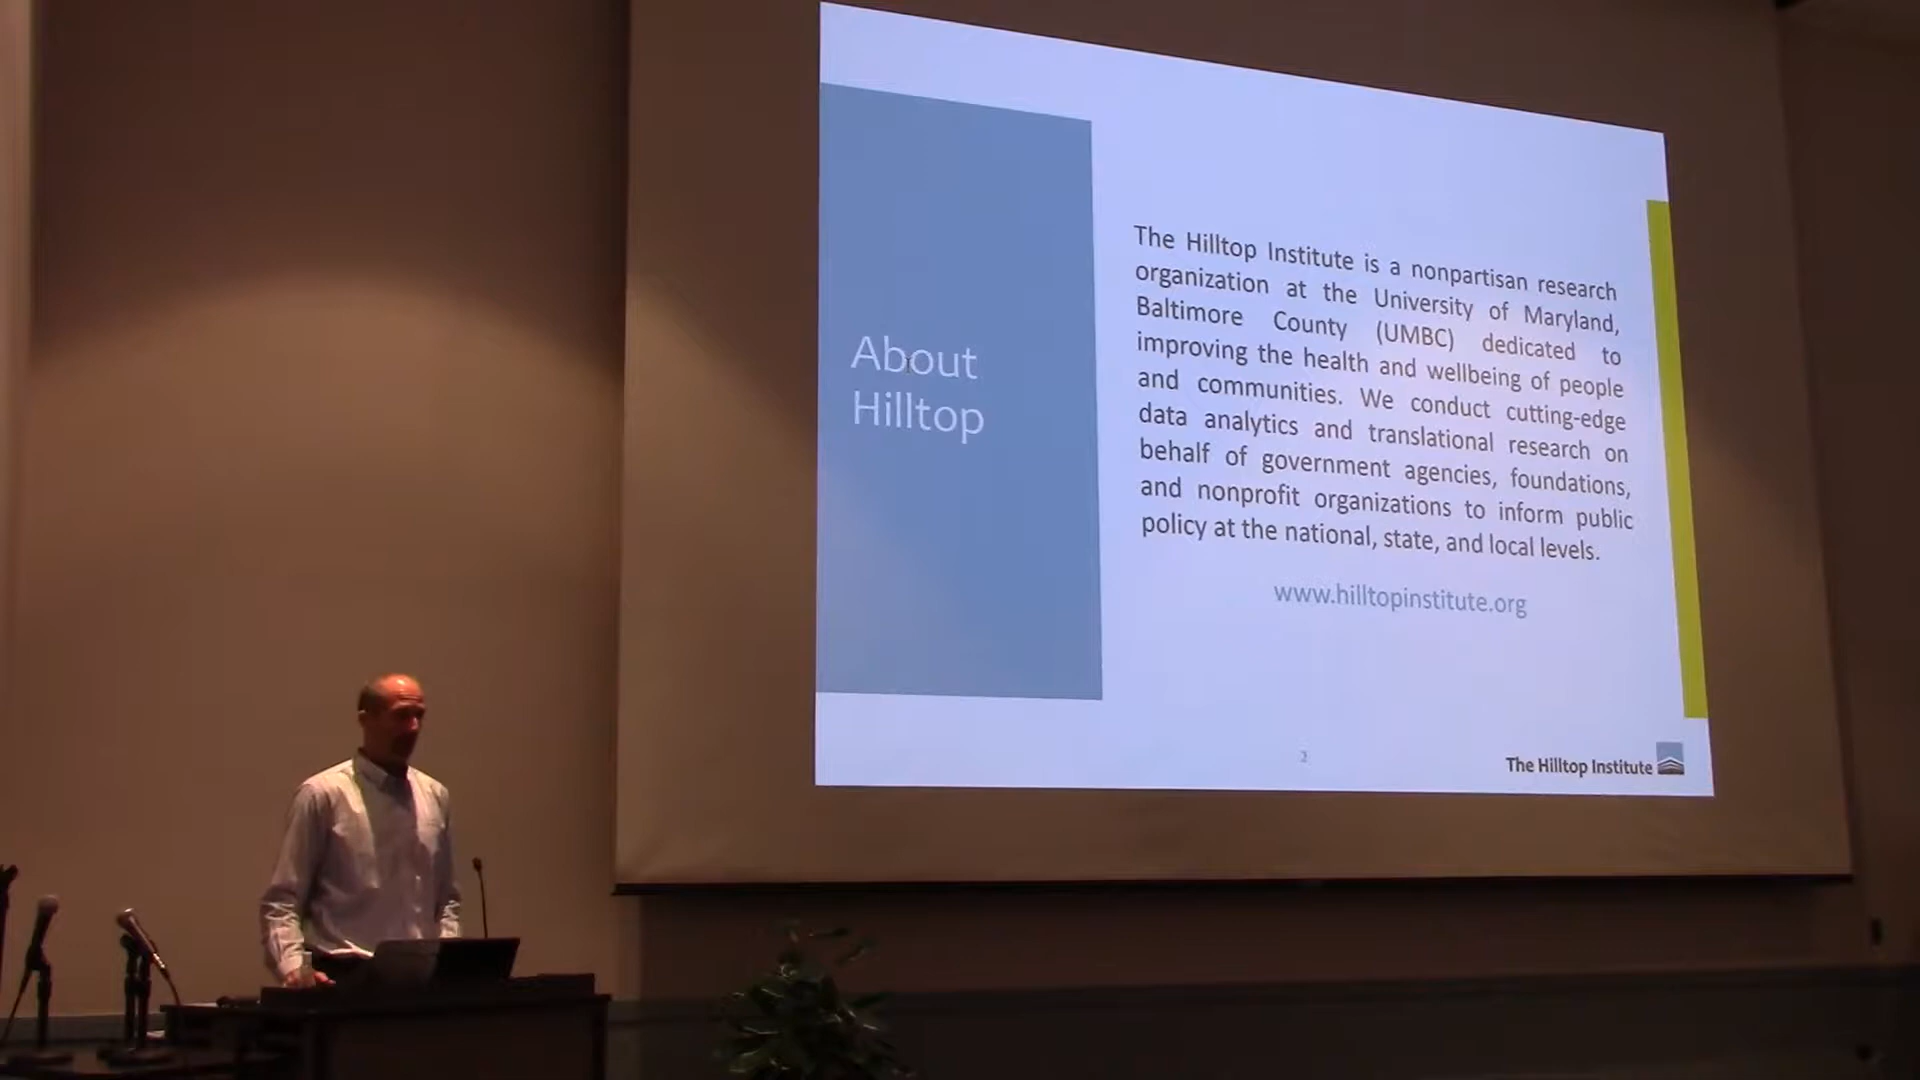 About
Hilltop
The Hilltop Institute is a nonpartisan research
organization at the University of Maryland,
Baltimore County (UMBC) dedicated to
improving the health and wellbeing of people
and communities. We conduct cutting-edge
data analytics and translational research on
behalf of government agencies, foundations,
and nonprofit organizations to inform public
policy at the national, state, and local levels.
www.hilltopinstitute.org
2
The Hilltop Institute